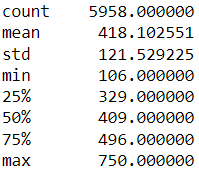 count 5958.000000
mean 418.102551
std 121.529225
min 106.000000
25% 329.000000
50% 409.000000
75% 496.000000
max 750.000000